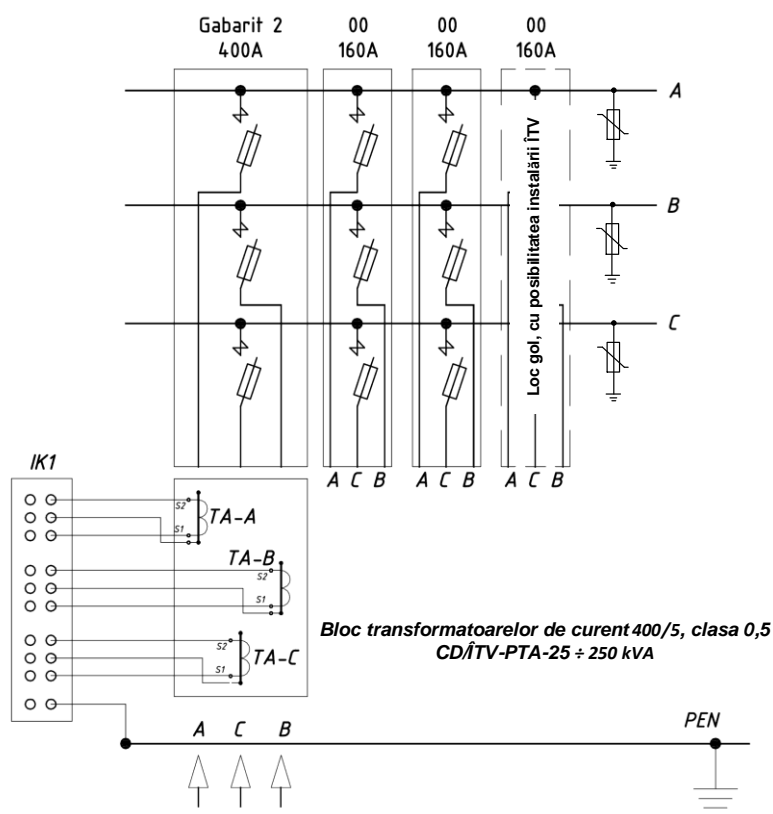 Gabarit 2 00 00 00
400A 160A 160A 160A
A
B
C
Loc gol, cu posibilitatea instalării ÎTV
A C B A C B A C B
IK1
S2
S1
TA-A
TA-B
S2
S1
S2
S1
TA-C
Bloc transformatoarelor de curent 400/5, clasa 0,5
CD/ÎTV-PTA-25 ÷ 250 kVA
A C B
PEN